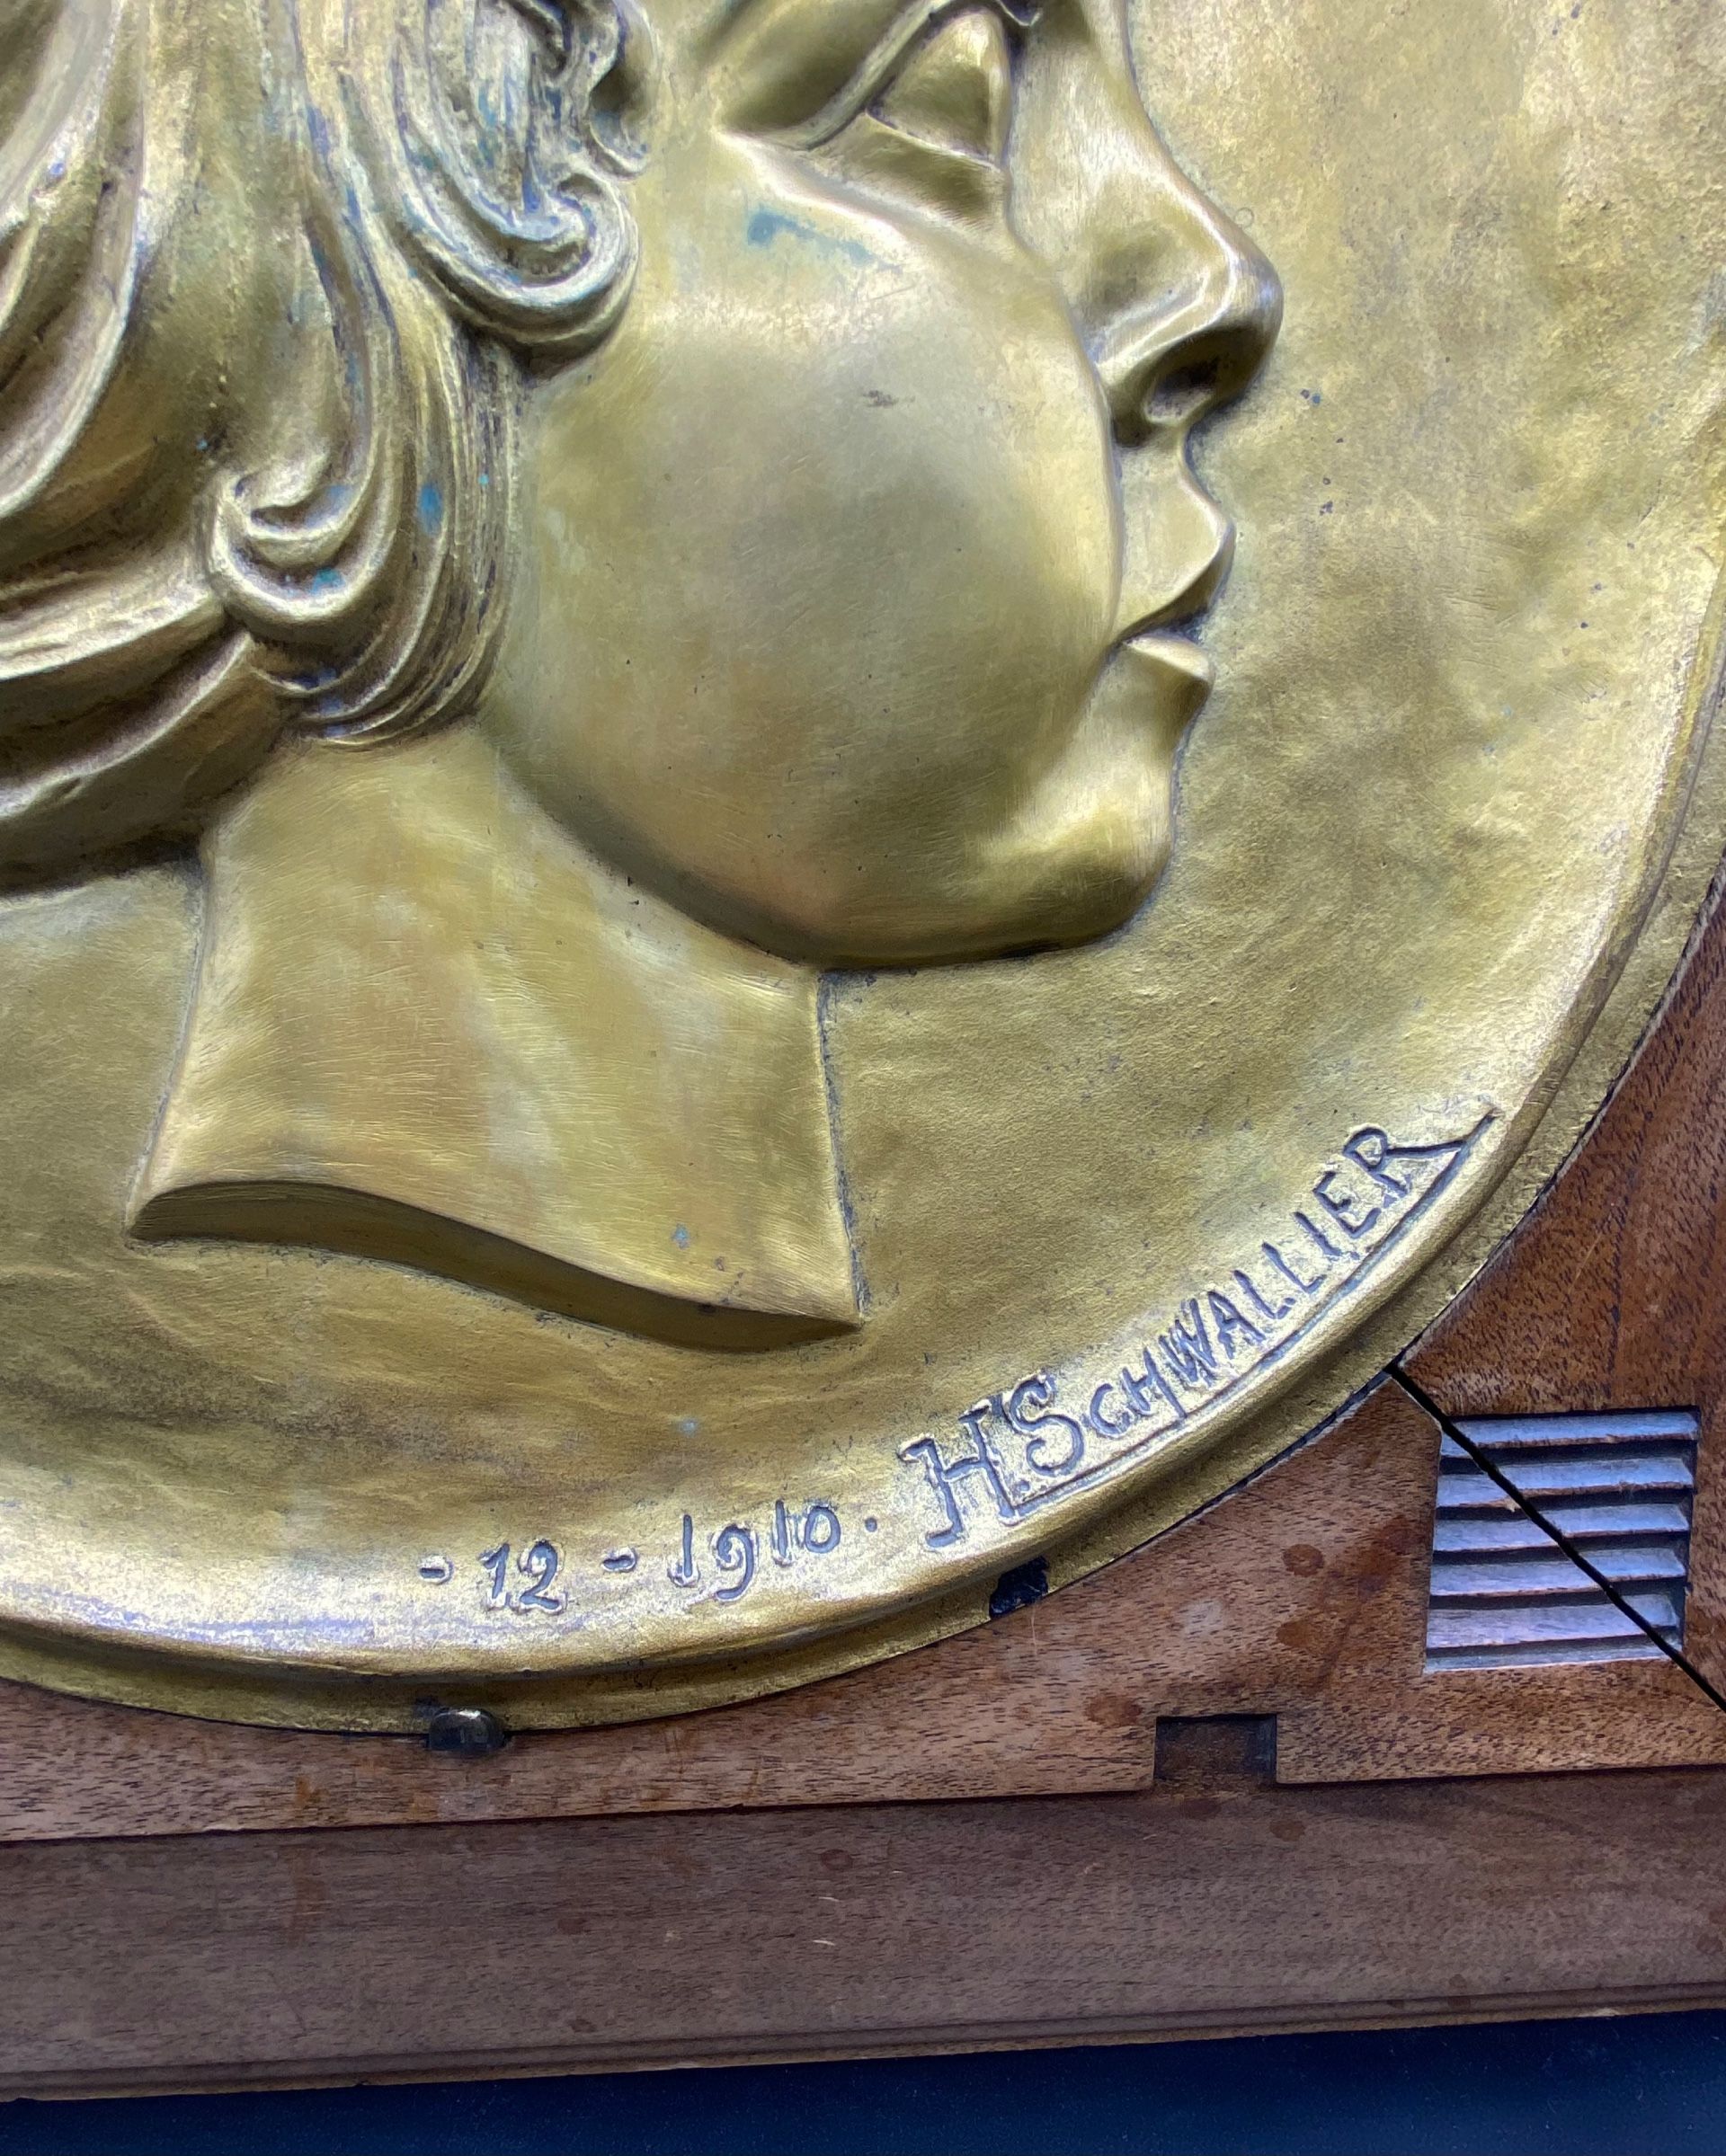 - 12 - 1910. H SCHWALLIER